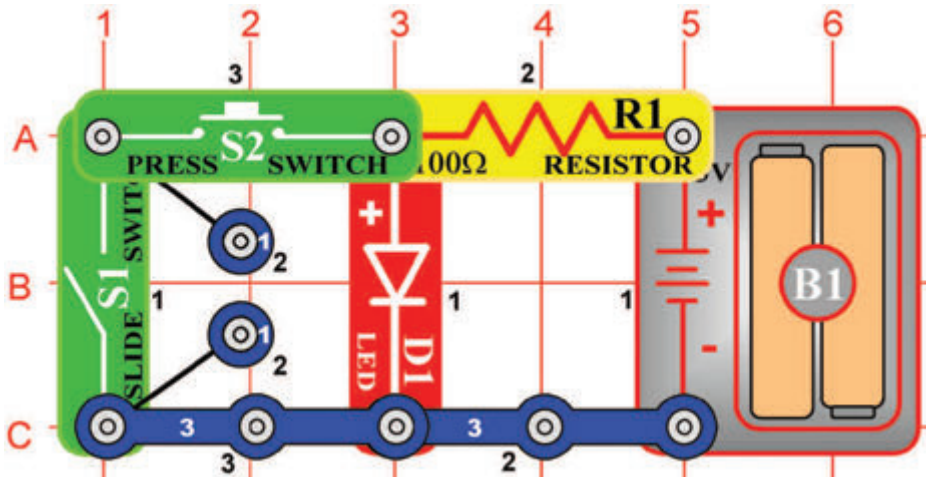 1 2 3 4 5 6
3 2
A
S2 R1
PRESS SWITCH 100Ω RESISTOR
V
+ +
1
2
B S1 1 1 1 B1
SLIDE SWITC
1
2
LED D1 -
C 3 3
3 2